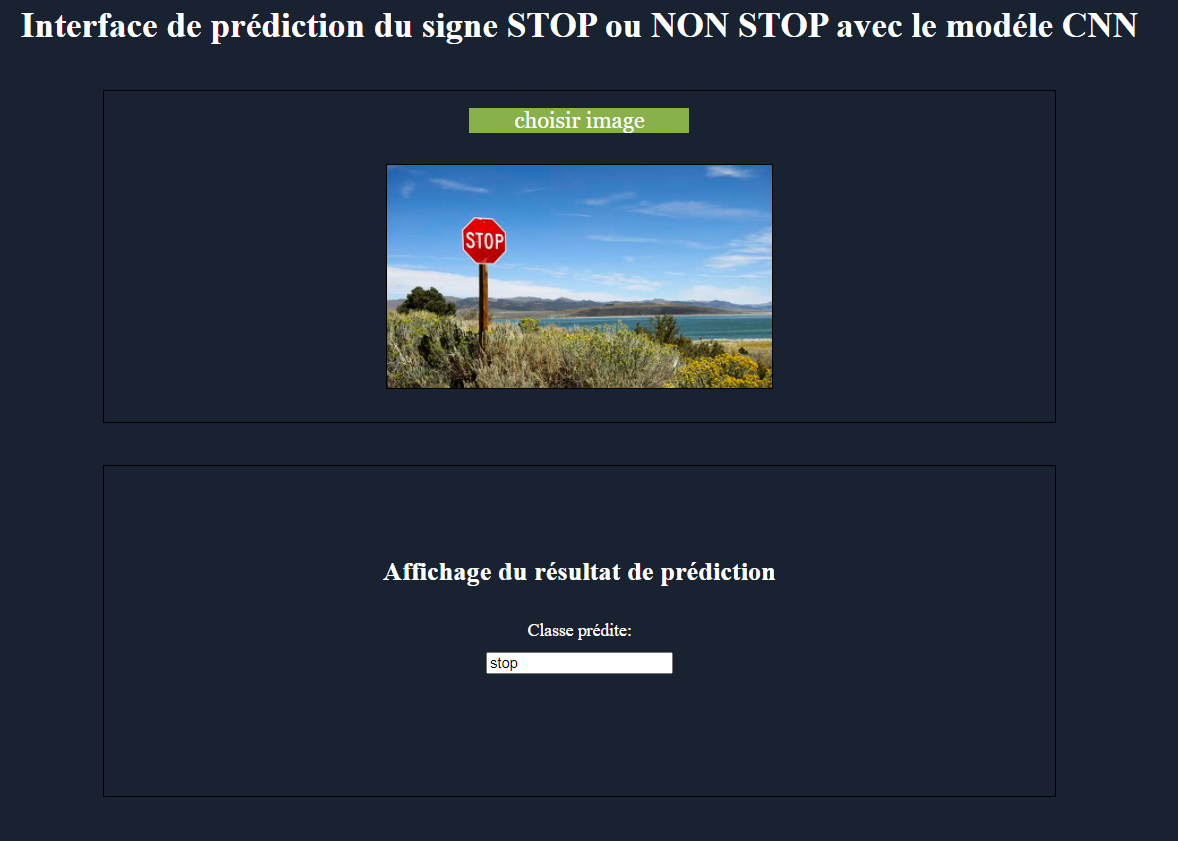 Interface de prédiction du signe STOP ou NON STOP avec le modéle CNN
choisir image
STOP
Affichage du résultat de prédiction
Classe prédite:
stop